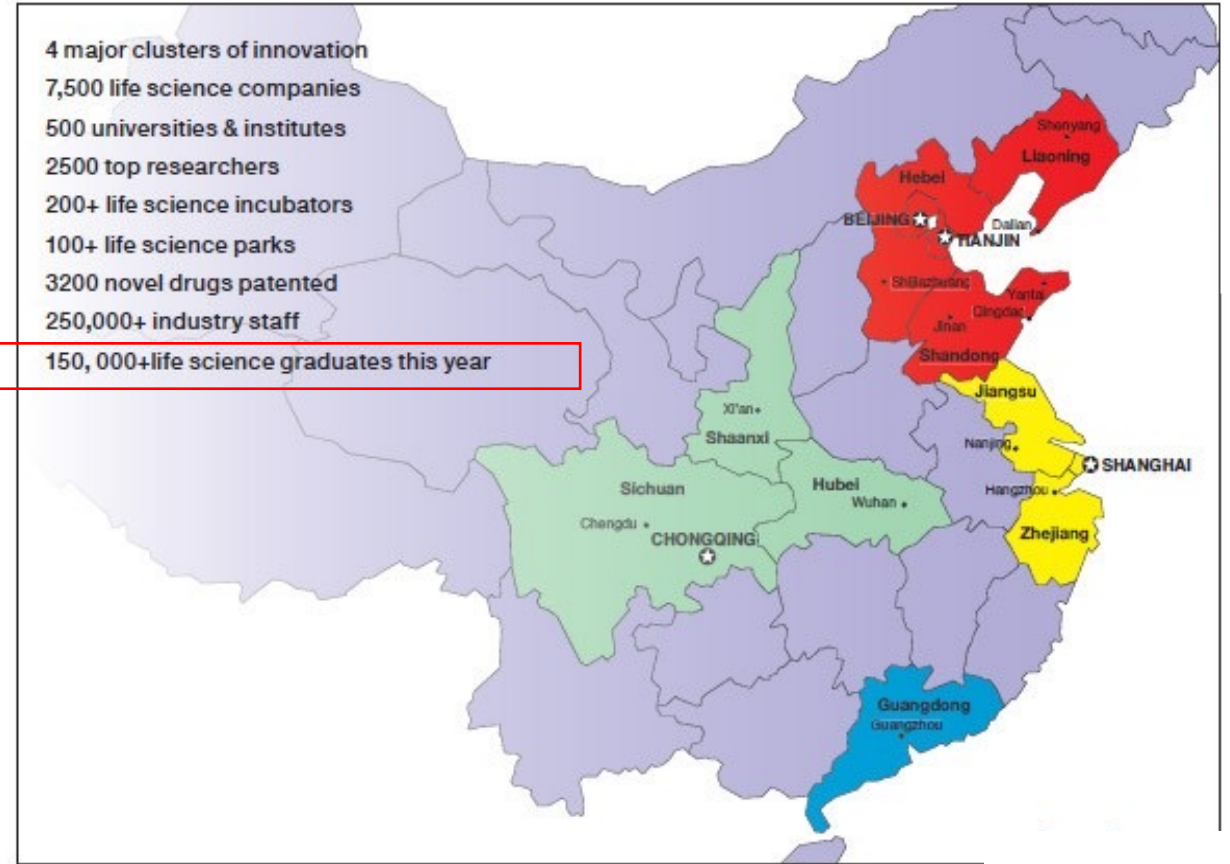 4 major clusters of innovation
7,500 life science companies
500 universities & institutes
2500 top researchers
200+ life science incubators
100+ life science parks
3200 novel drugs patented
250,000+ industry staff
150, 000+life science graduates this year
Shenyang
Liaoning
Hebei
BEIJING
Dalian
TIANJIN
Shijiazhuang
Yantai
Qingdao
Jinan
Shandong
Jiangsu
Xi'an
Shaanxi
Nanjing
SHANGHAI
Sichuan
Hubei
Hangzhou
Wuhan
Chengdu
CHONGQING
Zhejiang
Guangdong
Guangzhou